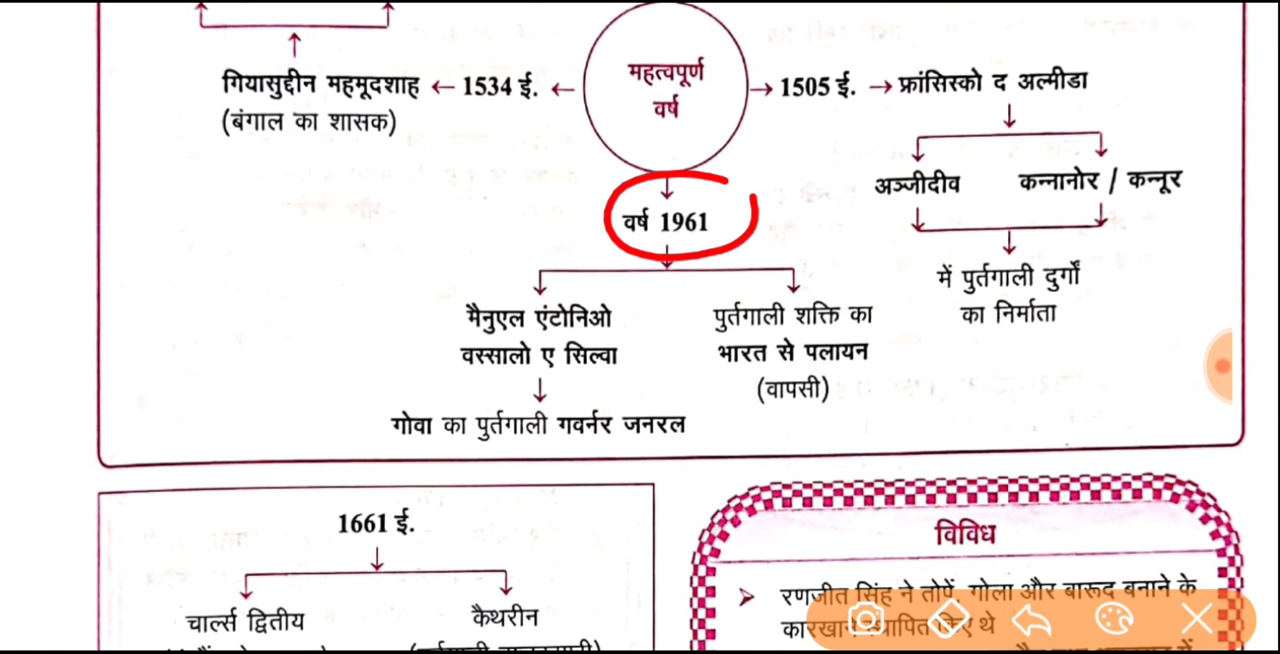 महत्वपूर्ण
वर्ष
गियासुद्दीन महमूदशाह ← 1534 ई. ←
(बंगाल का शासक)
→ 1505 ई. → फ्रांसिस्को द अल्मीडा
अञ्जीदीव कन्नानोर / कन्नूर
में पुर्तगाली दुर्गों
का निर्माता
वर्ष 1961
मैनुएल एंटोनिओ
वस्सालो ए सिल्वा
गोवा का पुर्तगाली गवर्नर जनरल
पुर्तगाली शक्ति का
भारत से पलायन
(वापसी)
1661 ई.
चार्ल्स द्वितीय कैथरीन
विविध
रणजीत सिंह ने तोपें, गोला और बारूद बनाने के
कारखाने स्थापित किए थे